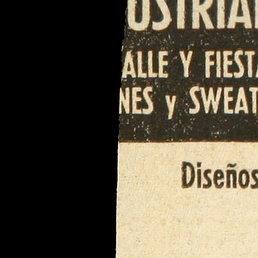 USTRIAL
ALLE Y FIESTA
NES y SWEAT
Diseños